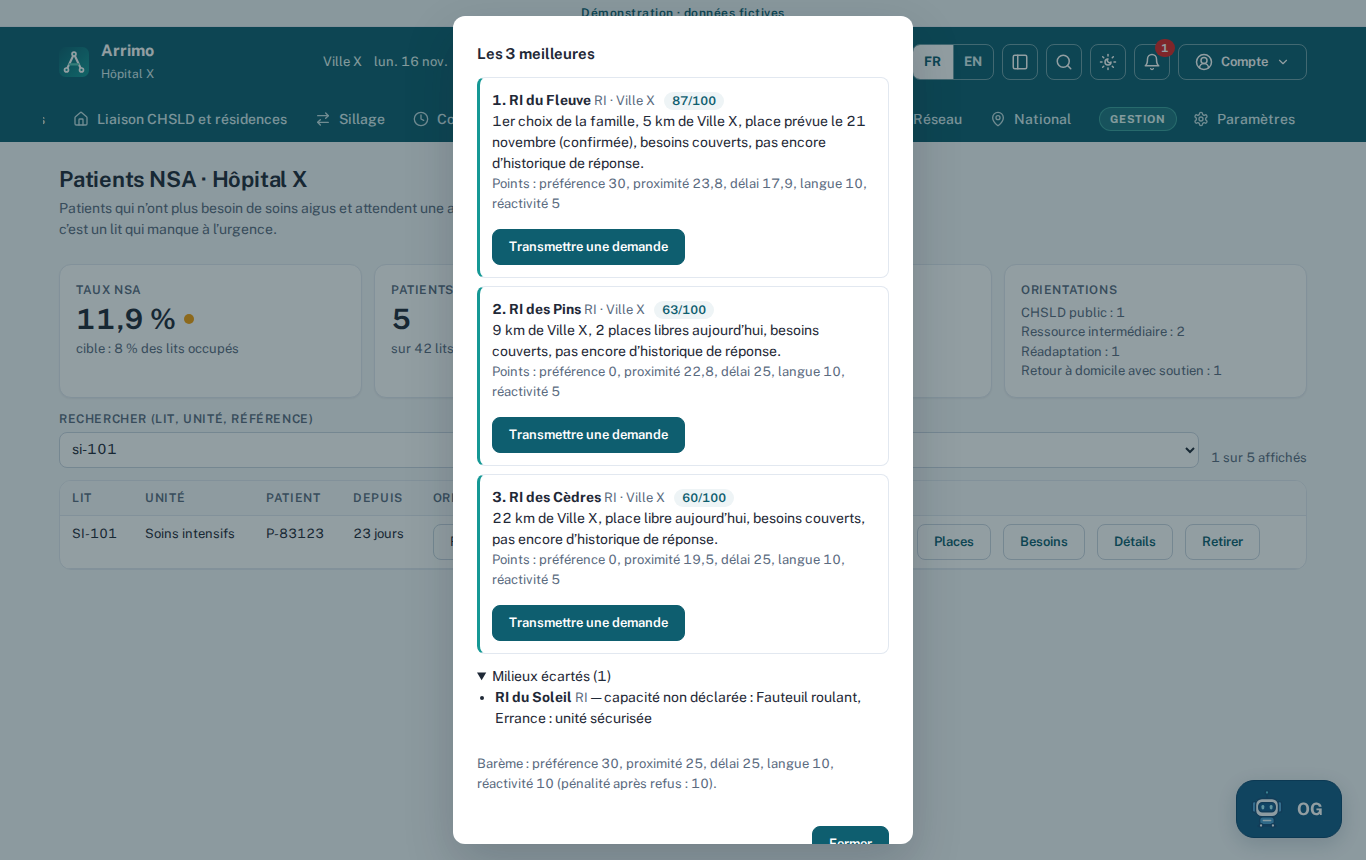 Démonstration · données fictives
Arrimo
Hôpital X
Ville X lun. 16 nov.
FR EN
1
Compte
Liaison CHSLD et résidences
Sillage
Réseau
National
GESTION
Paramètres
Patients NSA · Hôpital X
Patients qui n’ont plus besoin de soins aigus et attendent une
c’est un lit qui manque à l’urgence.
TAUX NSA
11,9 %
cible : 8 % des lits occupés
PATIENTS
5
sur 42 lits
ORIENTATIONS
CHSLD public : 1
Ressource intermédiaire : 2
Réadaptation : 1
Retour à domicile avec soutien : 1
RECHERCHER (LIT, UNITÉ, RÉFÉRENCE)
si-101
1 sur 5 affichés
LIT UNITÉ PATIENT DEPUIS
SI-101 Soins intensifs P-83123 23 jours
Places Besoins Détails Retirer
Les 3 meilleures
1. RI du Fleuve RI · Ville X 87/100
1er choix de la famille, 5 km de Ville X, place prévue le 21
novembre (confirmée), besoins couverts, pas encore
d’historique de réponse.
Points : préférence 30, proximité 23,8, délai 17,9, langue 10,
réactivité 5
Transmettre une demande
2. RI des Pins RI · Ville X 63/100
9 km de Ville X, 2 places libres aujourd’hui, besoins
couverts, pas encore d’historique de réponse.
Points : préférence 0, proximité 22,8, délai 25, langue 10,
réactivité 5
Transmettre une demande
3. RI des Cèdres RI · Ville X 60/100
22 km de Ville X, place libre aujourd’hui, besoins couverts,
pas encore d’historique de réponse.
Points : préférence 0, proximité 19,5, délai 25, langue 10,
réactivité 5
Transmettre une demande
Milieux écartés (1)
• RI du Soleil RI — capacité non déclarée : Fauteuil roulant,
Errance : unité sécurisée
Barème : préférence 30, proximité 25, délai 25, langue 10,
réactivité 10 (pénalité après refus : 10).
Fermer
OG